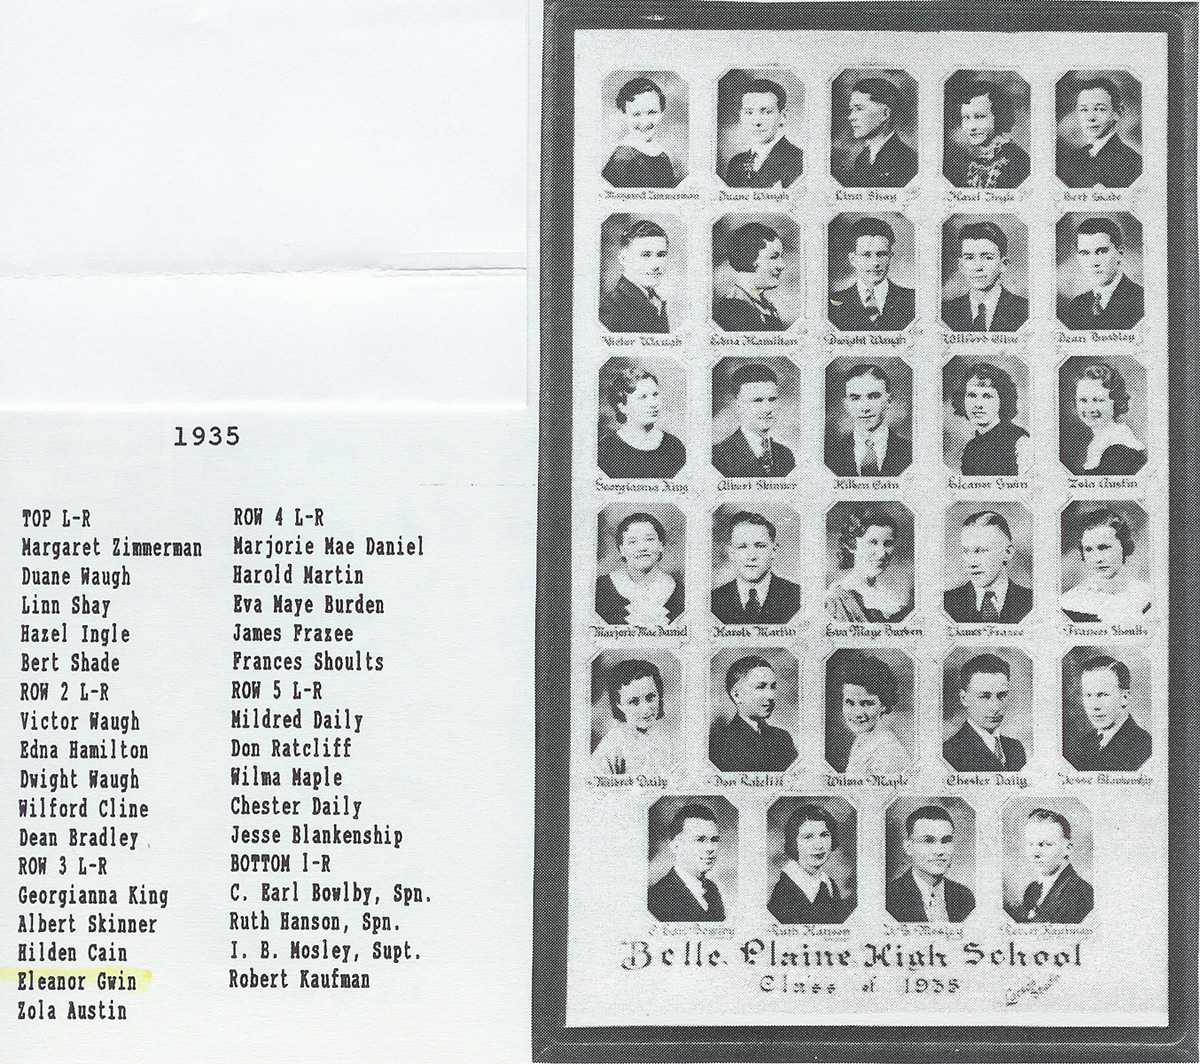 1935
TOP L-R
Margaret Zimmerman
Duane Waugh
Linn Shay
Hazel Ingle
Bert Shade
ROW 2 L-R
Victor Waugh
Edna Hamilton
Dwight Waugh
Wilford Cline
Dean Bradley
ROW 3 L-R
Georgianna King
Albert Skinner
Hilden Cain
Eleanor Gwin
Zola Austin
ROW 4 L-R
Marjorie Mae Daniel
Harold Martin
Eva Maye Burden
James Frazee
Frances Shoults
ROW 5 L-R
Mildred Daily
Don Ratcliff
Wilma Maple
Chester Daily
Jesse Blankenship
BOTTOM l-R
C. Earl Bowlby, Spn.
Ruth Hanson, Spn.
I. B. Mosley, Supt.
Robert Kaufman
Margaret Zimmerman Duane Waugh Linn Shay Hazel Ingle Bert Shade
Victor Waugh Edna Hamilton Dwight Waugh Wilford Cline Dean Bradley
Georgianna King Albert Skinner Hilden Cain Eleanor Gwin Zola Austin
Marjorie MacDaniel Harold Martin Eva Maye Burden James Frazee Frances Shoults
Mildred Daily Don Ratcliff Wilma Maple Chester Daily Jesse Blankenship
Ruth Hanson I. B. Mosley Robert Kaufman
Belle Plaine High School
Class of 1935